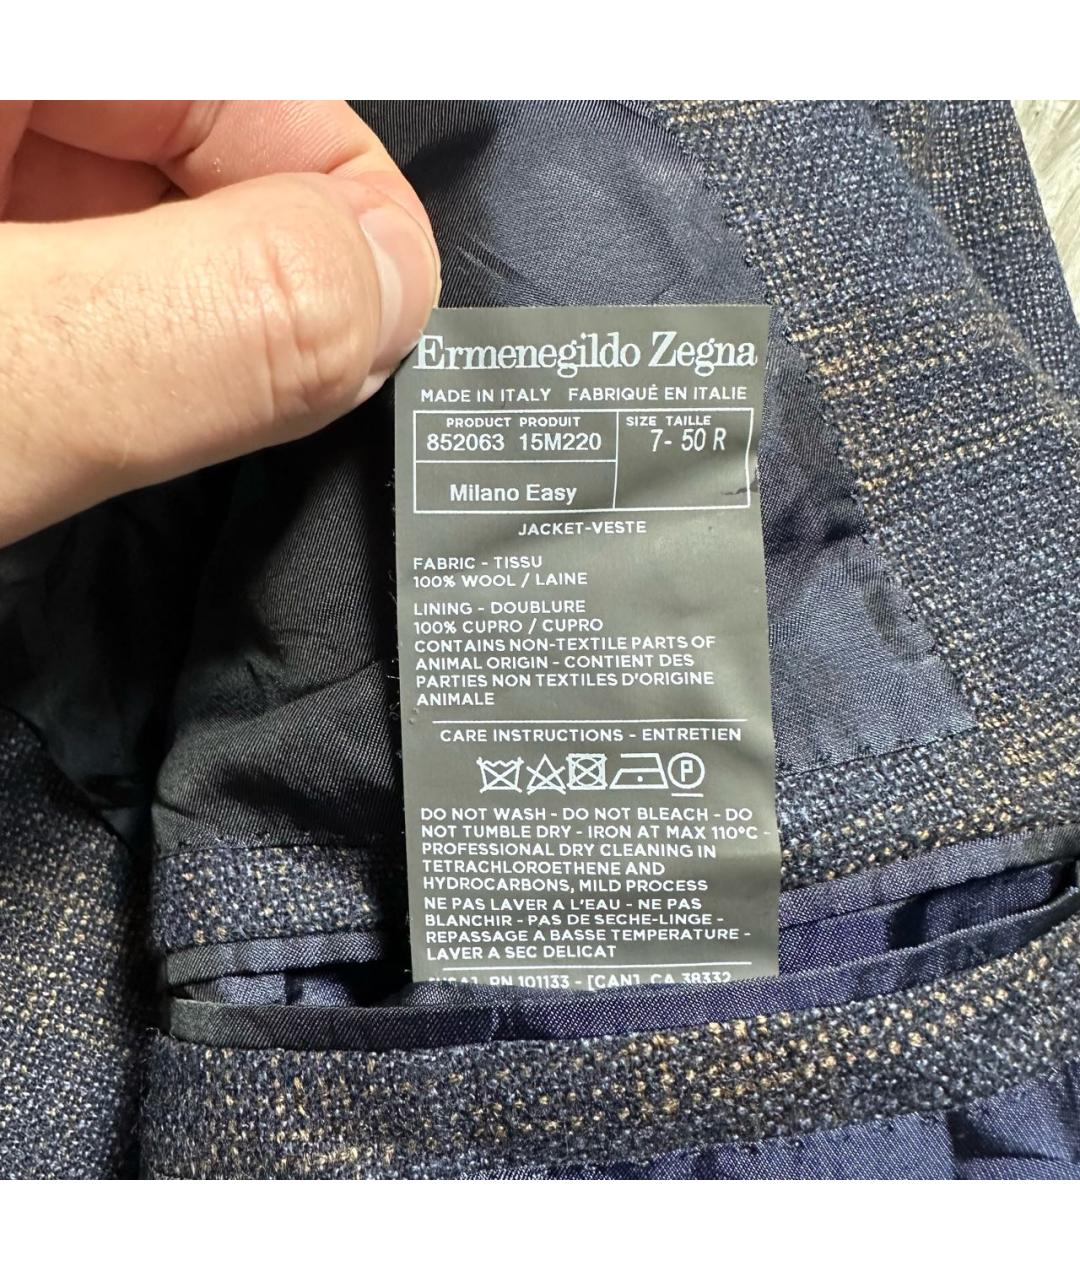 Ermenegildo Zegna
MADE IN ITALY FABRIQUÉ EN ITALIE
PRODUCT PRODUIT
852063 15M220
SIZE TAILLE
7- 50 R
Milano Easy
JACKET-VESTE
FABRIC - TISSU
100% WOOL / LAINE
LINING - DOUBLURE
100% CUPRO / CUPRO
CONTAINS NON-TEXTILE PARTS OF
ANIMAL ORIGIN - CONTIENT DES
PARTIES NON TEXTILES D'ORIGINE
ANIMALE
CARE INSTRUCTIONS - ENTRETIEN
P
DO NOT WASH - DO NOT BLEACH - DO
NOT TUMBLE DRY - IRON AT MAX 110°C -
PROFESSIONAL DRY CLEANING IN
TETRACHLOROETHENE AND
HYDROCARBONS, MILD PROCESS
NE PAS LAVER A L'EAU - NE PAS
BLANCHIR - PAS DE SECHE-LINGE -
REPASSAGE A BASSE TEMPERATURE -
LAVER A SEC DELICAT
[USA] RN 101133 - [CAN] CA 38332